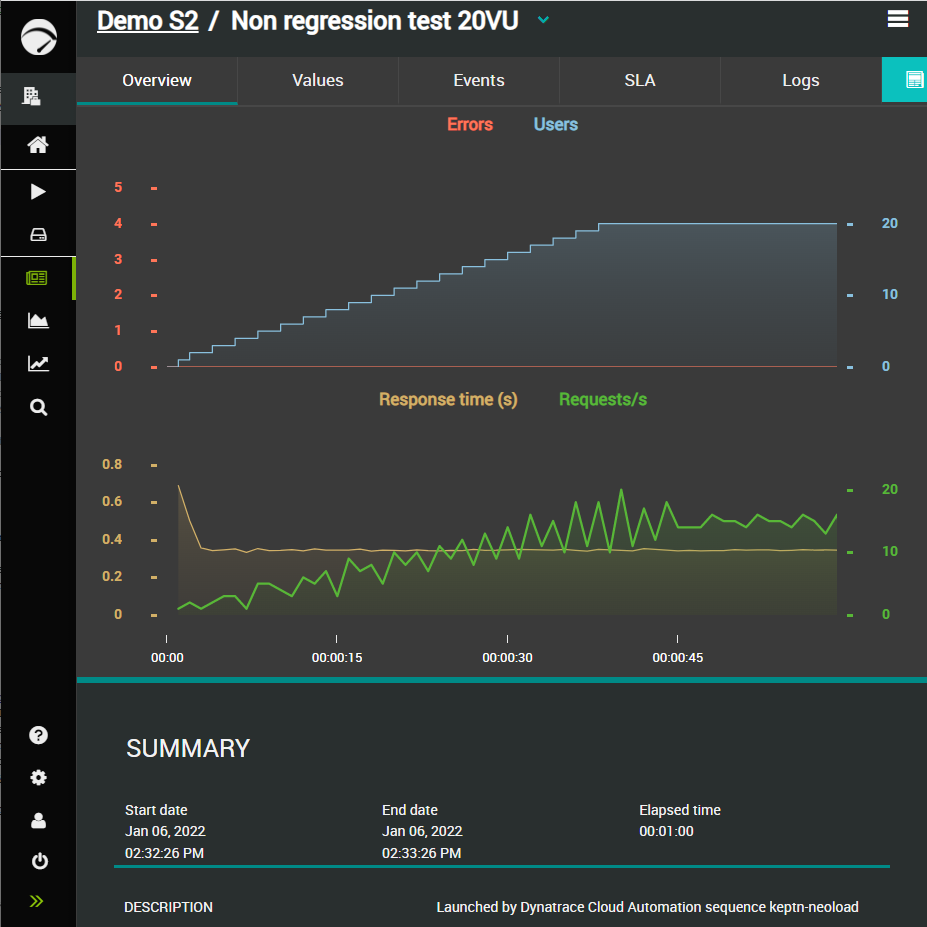 Demo S2 / Non regression test 20VU
Overview Values Events SLA Logs
Errors Users
5
4 20
3
2 10
1
0 0
Response time (s) Requests/s
0.8
20
0.6
0.4
10
0.2
0 0
00:00 00:00:15 00:00:30 00:00:45
SUMMARY
Start date End date Elapsed time
Jan 06, 2022 Jan 06, 2022 00:01:00
02:32:26 PM 02:33:26 PM
DESCRIPTION Launched by Dynatrace Cloud Automation sequence keptn-neoload